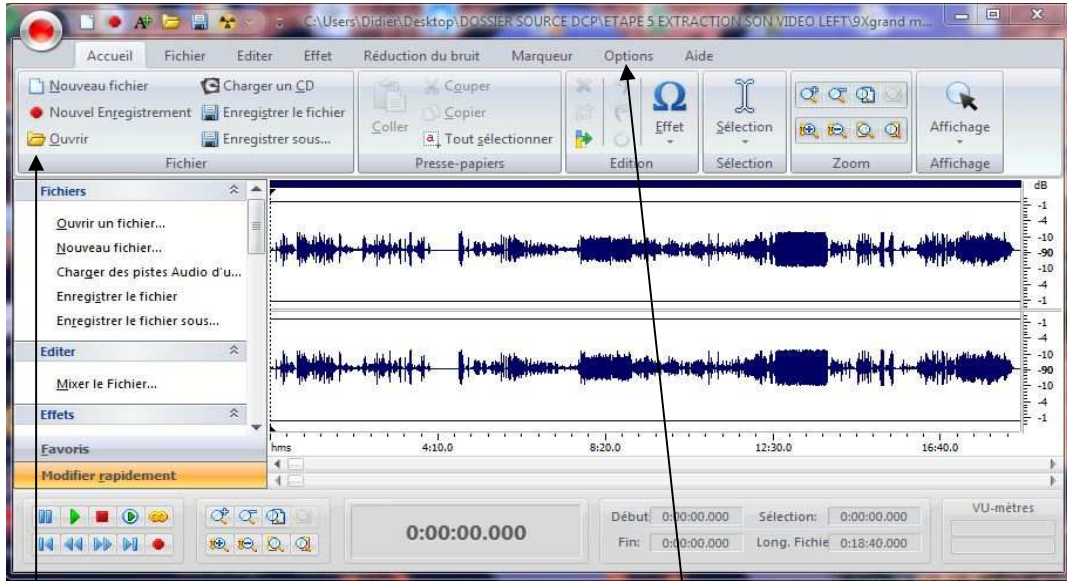 C:\Users\Didier\Desktop\DOSSIER SOURCE DCP\ETAPE 5 EXTRACTION SON VIDEO LEFT\9Xgrand m...
Accueil Fichier Editer Effet Réduction du bruit Marqueur Options Aide
Nouveau fichier Charger un CD Couper
Nouvel Enregistrement Enregistrer le fichier Copier
Ouvrir Enregistrer sous... Coller Tout sélectionner Effet Sélection Affichage
Fichier Presse-papiers Edition Sélection Zoom Affichage
Fichiers
Ouvrir un fichier...
Nouveau fichier...
Charger des pistes Audio d'u...
Enregistrer le fichier
Enregistrer le fichier sous...
Editer
Mixer le Fichier...
Effets
Favoris
Modifier rapidement
dB
-1
-4
-10
-90
-10
-4
-1
-1
-4
-10
-90
-10
-4
-1
hms 4:10.0 8:20.0 12:30.0 16:40.0
0:00:00.000
Début: 0:00:00.000 Sélection: 0:00:00.000
Fin: 0:00:00.000 Long. Fichie 0:18:40.000
VU-mètres